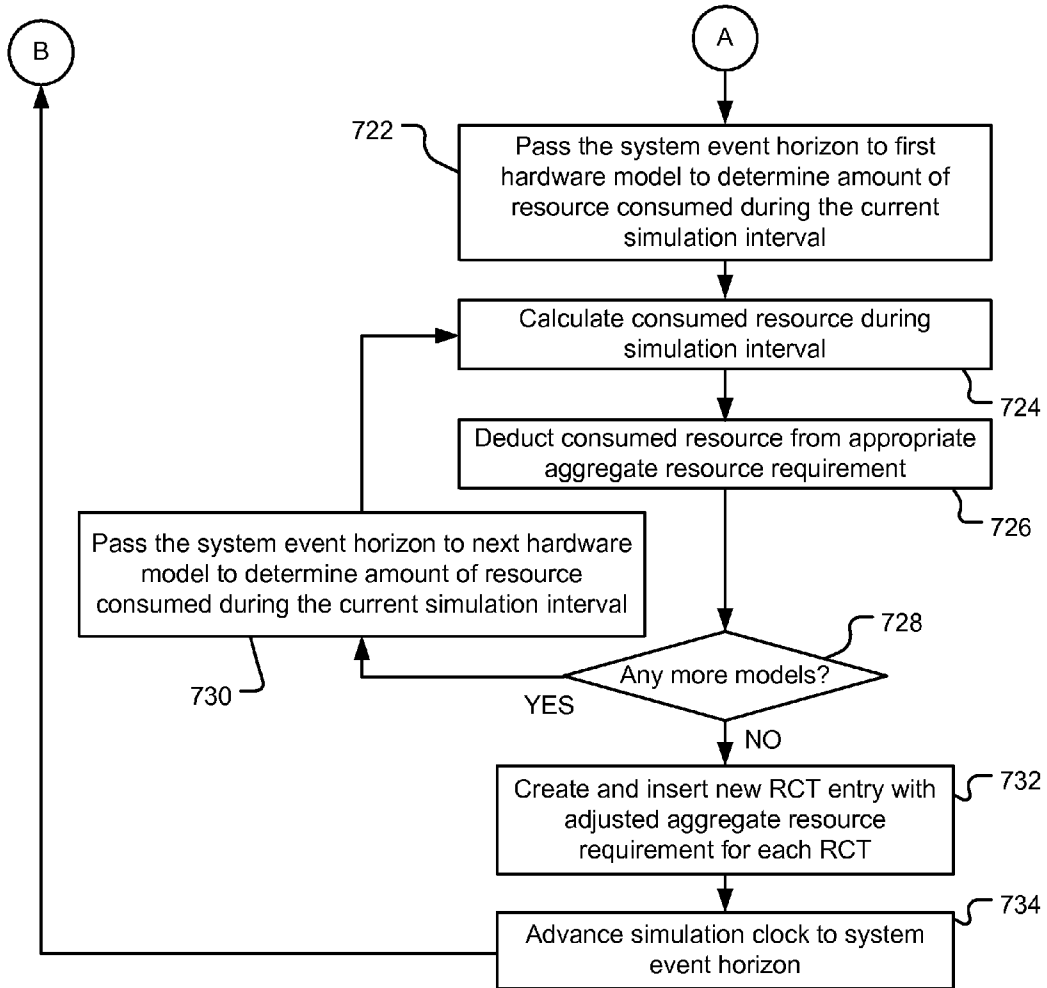 B
A
722
Pass the system event horizon to first
hardware model to determine amount of
resource consumed during the current
simulation interval
Calculate consumed resource during
simulation interval
724
Deduct consumed resource from appropriate
aggregate resource requirement
726
Pass the system event horizon to next hardware
model to determine amount of resource
consumed during the current simulation interval
730
728
Any more models?
YES
NO
Create and insert new RCT entry with
adjusted aggregate resource
requirement for each RCT
732
Advance simulation clock to system
event horizon
734